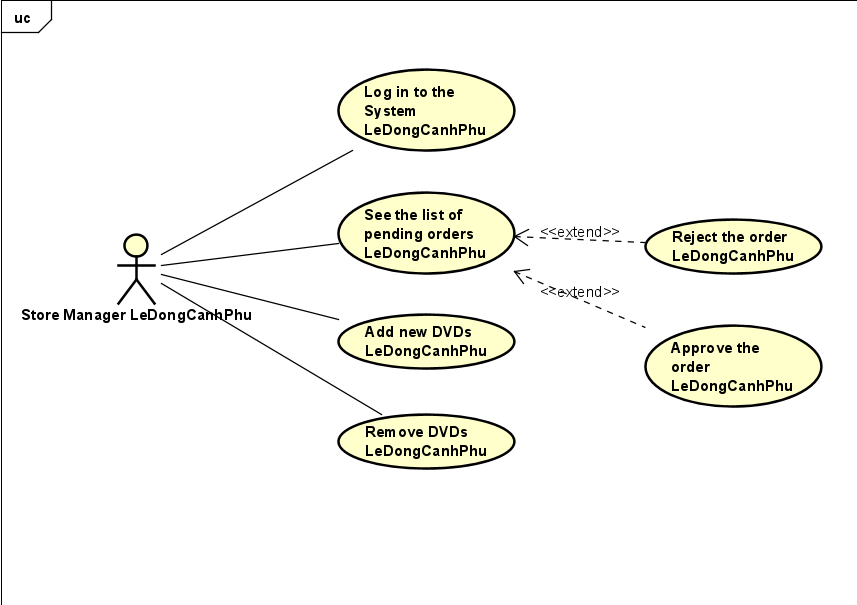 uc
Log in to the
System
LeDongCanhPhu
See the list of
pending orders
LeDongCanhPhu
<<extend>>
Reject the order
LeDongCanhPhu
<<extend>>
Store Manager LeDongCanhPhu
Add new DVDs
LeDongCanhPhu
Approve the
order
LeDongCanhPhu
Remove DVDs
LeDongCanhPhu